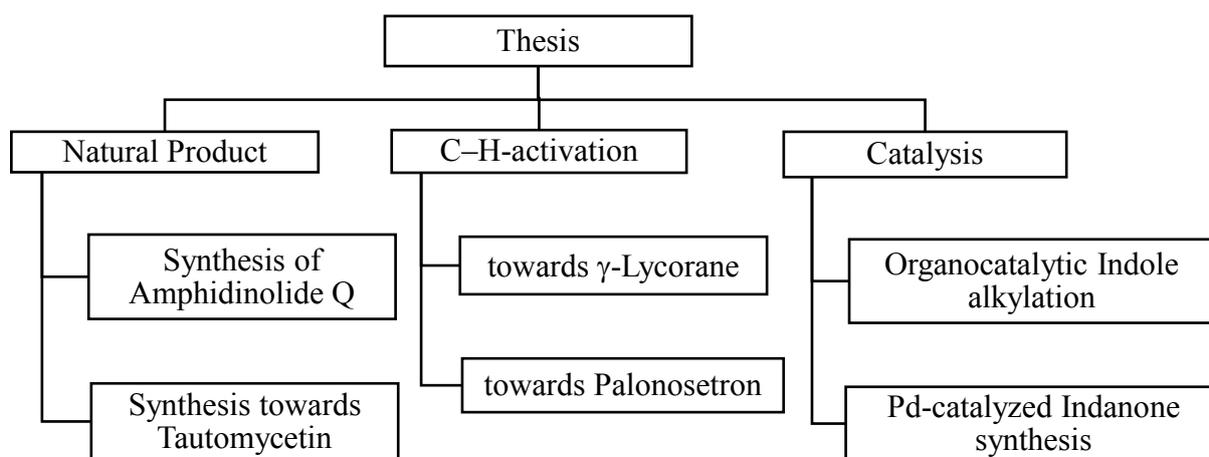 Thesis
Natural Product
C–H-activation
Catalysis
Synthesis of
Amphidinolide Q
Synthesis towards
Tautomycetin
towards γ-Lycorane
towards Palonosetron
Organocatalytic Indole
alkylation
Pd-catalyzed Indanone
synthesis